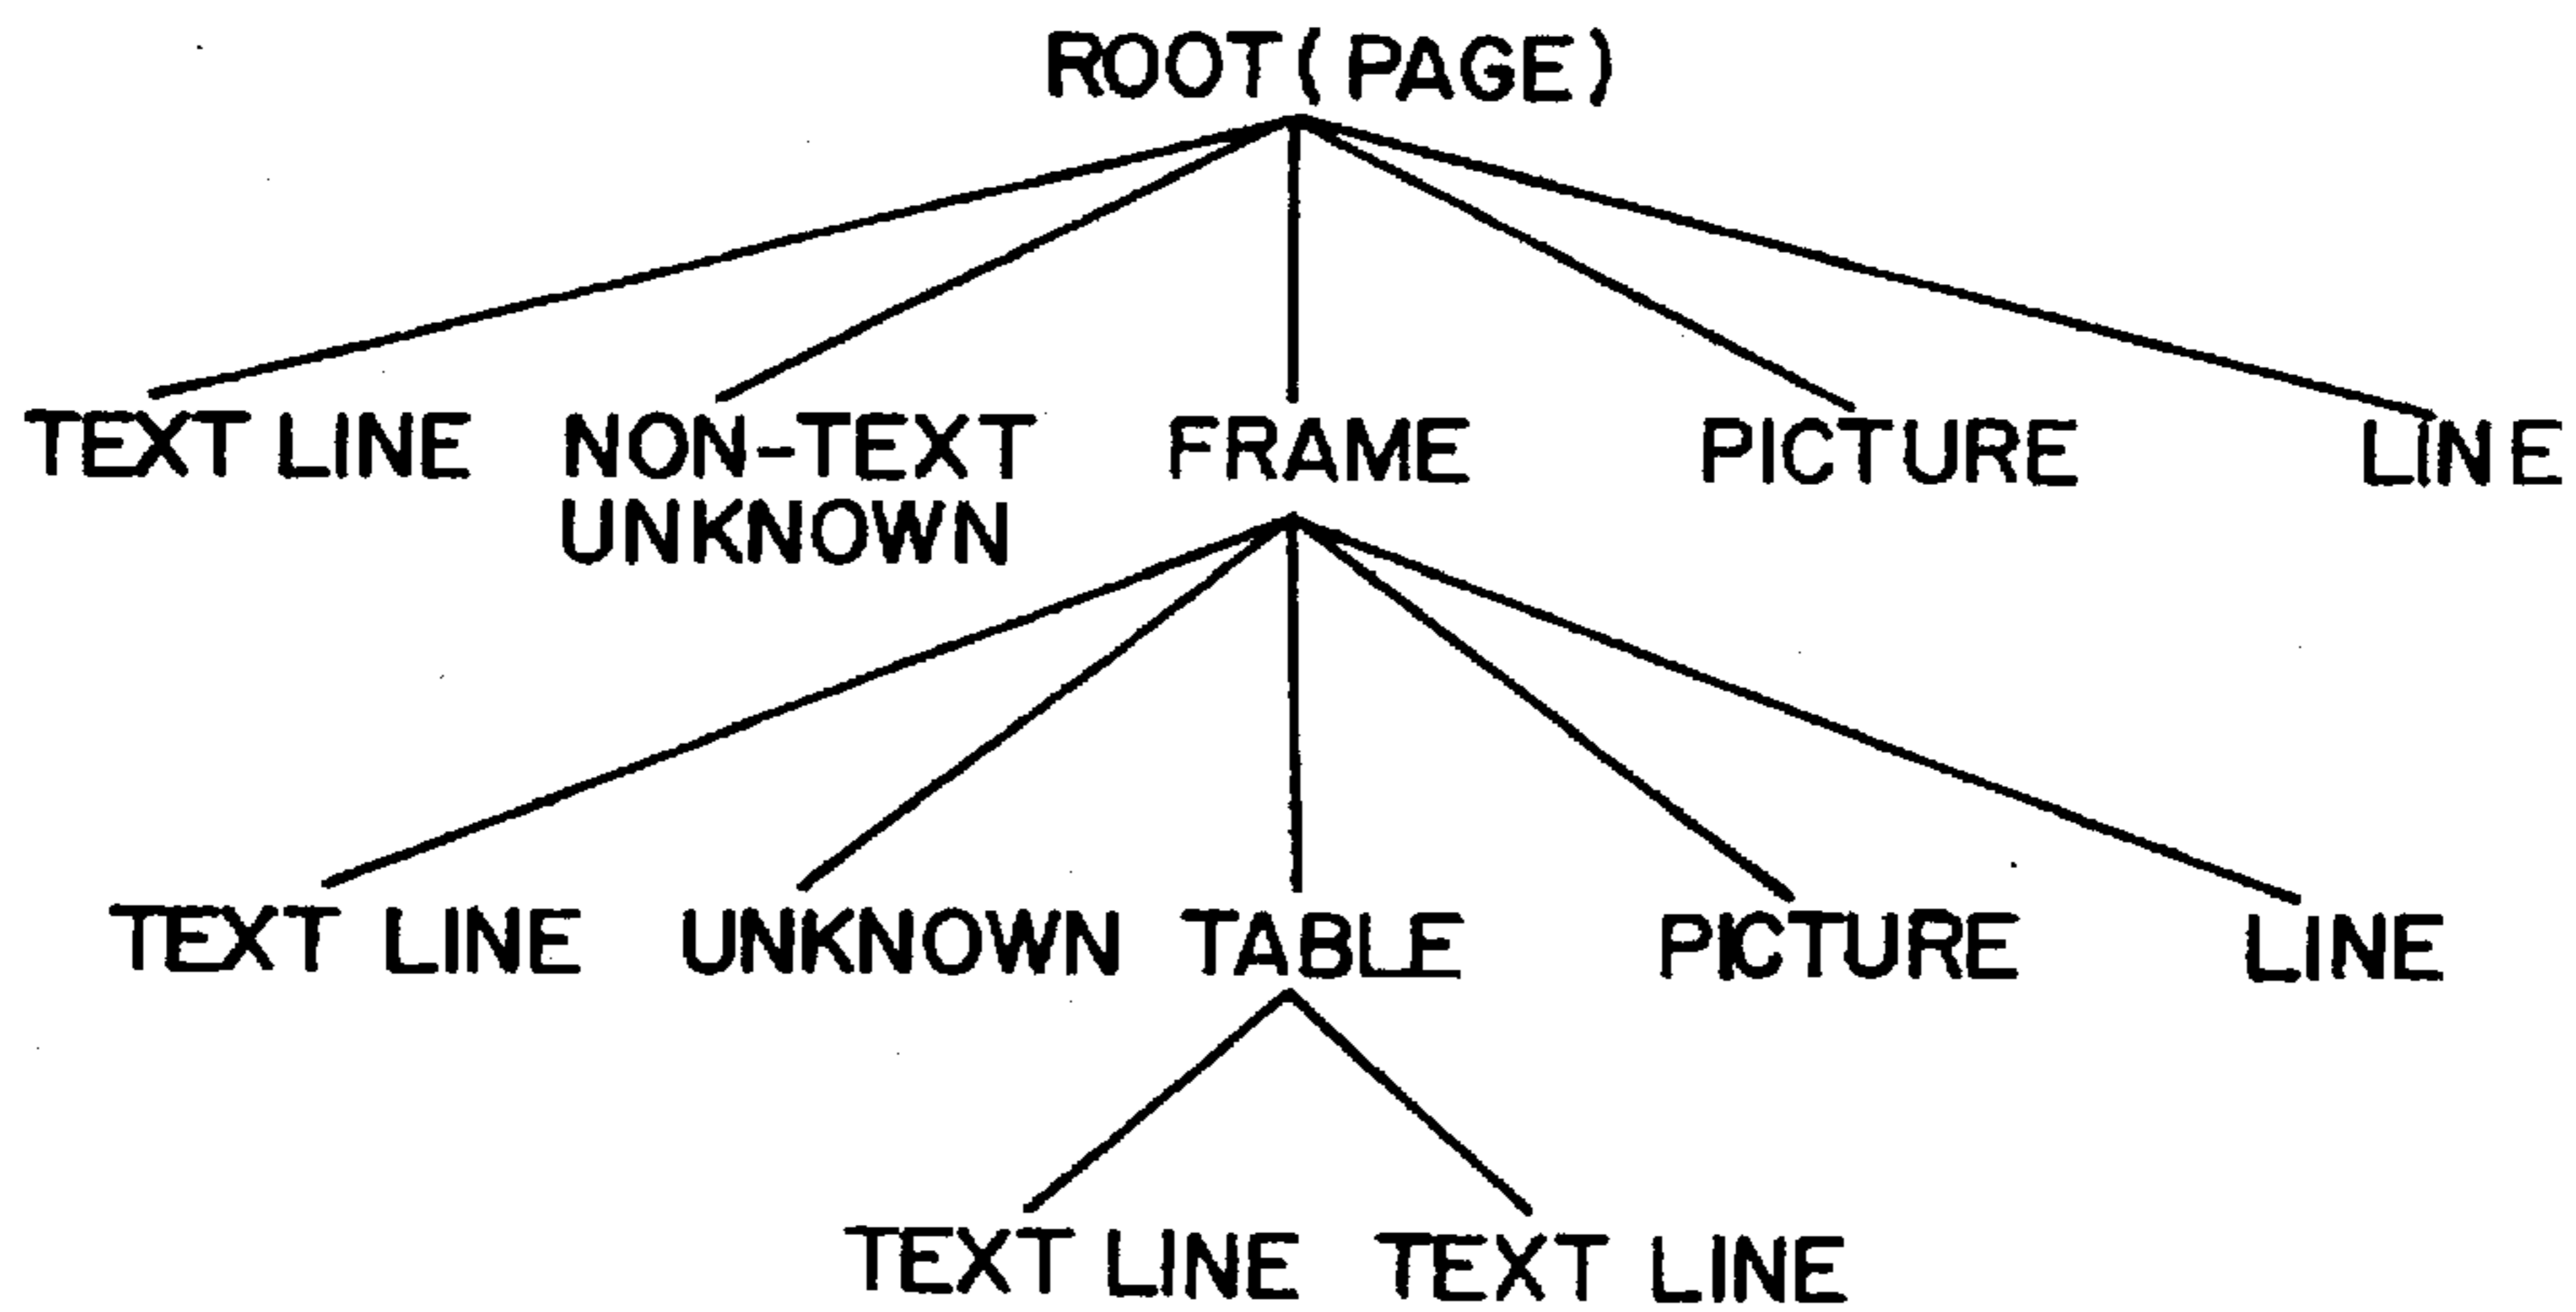 ROOT (PAGE)
TEXT LINE NON-TEXT UNKNOWN FRAME PICTURE LINE
TEXT LINE UNKNOWN TABLE PICTURE LINE
TEXT LINE TEXT LINE